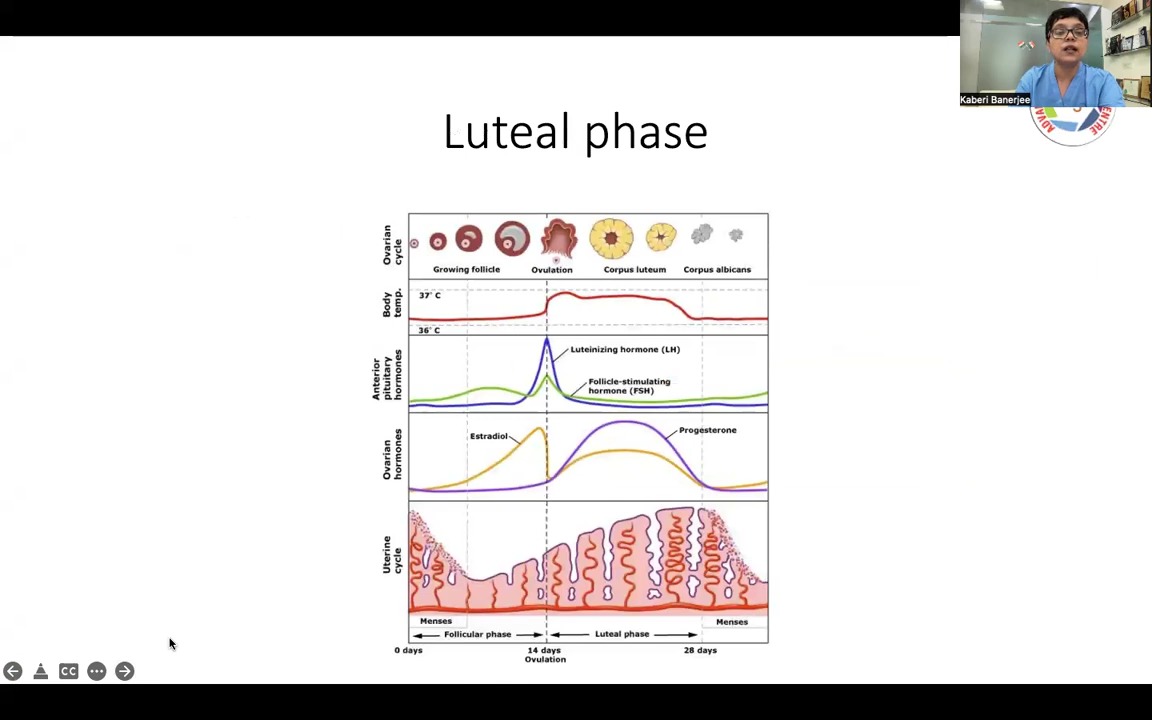 Kaberi Banerjee
ADVA
ENTRE
Luteal phase
Ovarian
cycle
Growing follicle
Ovulation
Corpus luteum
Corpus albicans
Body
temp.
37° C
36° C
Anterior
pituitary
hormones
Luteinizing hormone (LH)
Follicle-stimulating
hormone (FSH)
Ovarian
hormones
Estradiol
Progesterone
Uterine
cycle
Menses
Menses
Follicular phase
Luteal phase
0 days
14 days
Ovulation
28 days
CC